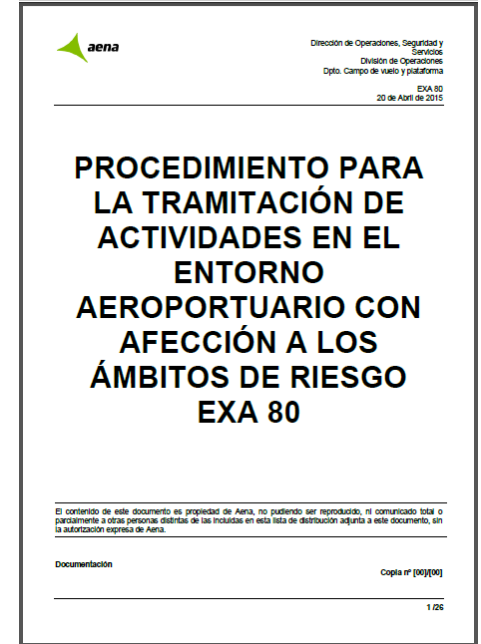 aena
Dirección de Operaciones, Seguridad y
Servicios
División de Operaciones
Dpto. Campo de vuelo y plataforma
EXA 80
20 de Abril de 2015
PROCEDIMIENTO PARA
LA TRAMITACIÓN DE
ACTIVIDADES EN EL
ENTORNO
AEROPORTUARIO CON
AFECCIÓN A LOS
ÁMBITOS DE RIESGO
EXA 80
El contenido de este documento es propiedad de Aena, no pudiendo ser reproducido, ni comunicado total o
parcialmente a otras personas distintas de las incluidas en esta lista de distribución adjunta a este documento, sin
la autorización expresa de Aena.
Documentación
Copia nº [00]/[00]
1 /26